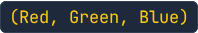 (Red, Green, Blue)